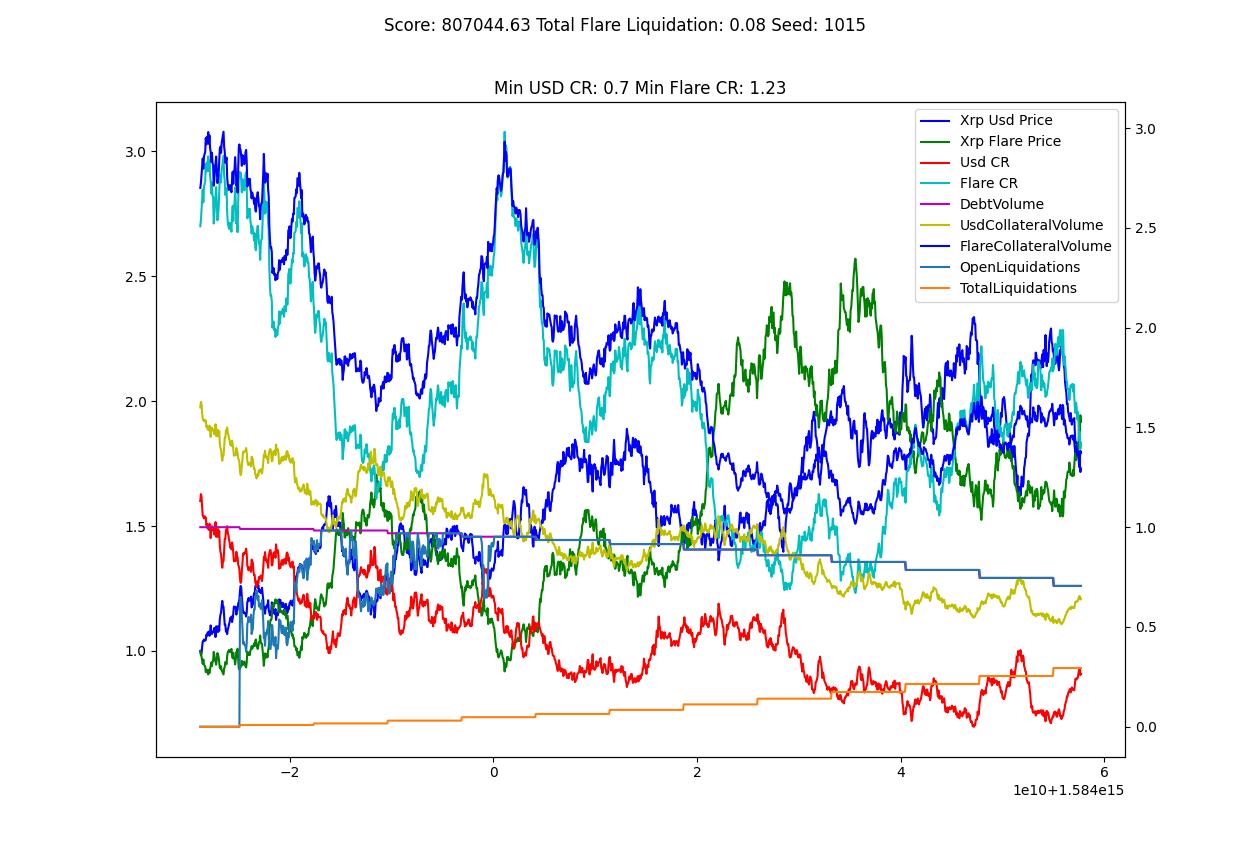 Score: 807044.63 Total Flare Liquidation: 0.08 Seed: 1015
Min USD CR: 0.7 Min Flare CR: 1.23
3.0
2.5
2.0
1.5
1.0
3.0
2.5
2.0
1.5
1.0
0.5
0.0
Xrp Usd Price
Xrp Flare Price
Usd CR
Flare CR
DebtVolume
UsdCollateralVolume
FlareCollateralVolume
OpenLiquidations
TotalLiquidations
−2 0 2 4 6
1e10+1.584e15